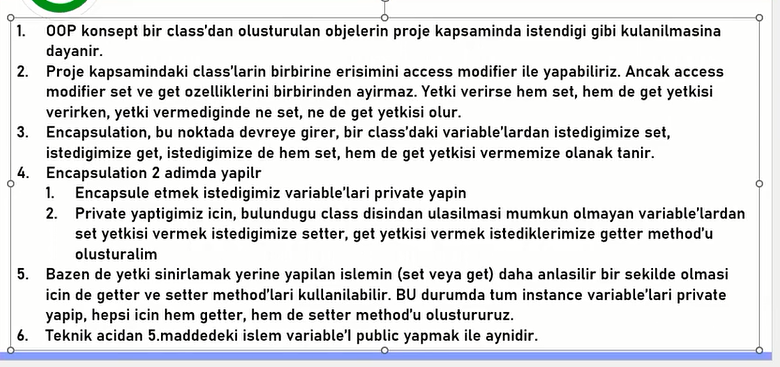 1. OOP konsept bir class'dan olusturulan objelerin proje kapsaminda istendigi gibi kulanilmasina
dayanir.
2. Proje kapsamindaki class'larin birbirine erisimini access modifier ile yapabiliriz. Ancak access
modifier set ve get ozelliklerini birbirinden ayirmaz. Yetki verirse hem set, hem de get yetkisi
verirken, yetki vermediginde ne set, ne de get yetkisi olur.
3. Encapsulation, bu noktada devreye girer, bir class'daki variable'lardan istedigimize set,
istedigimize get, istedigimize de hem set, hem de get yetkisi vermemize olanak tanir.
4. Encapsulation 2 adimda yapilr
1. Encapsule etmek istedigimiz variable'lari private yapin
2. Private yaptigimiz icin, bulundugu class disindan ulasilmasi mumkun olmayan variable'lardan
set yetkisi vermek istedigimize setter, get yetkisi vermek istediklerimize getter method'u
olusturalim
5. Bazen de yetki sinirlamak yerine yapilan islemin (set veya get) daha anlasilir bir sekilde olmasi
icin de getter ve setter method'lari kullanilabilir. BU durumda tum instance variable'lari private
yapip, hepsi icin hem getter, hem de setter method'u olustururuz.
6. Teknik acidan 5.maddedeki islem variable'I public yapmak ile aynidir.